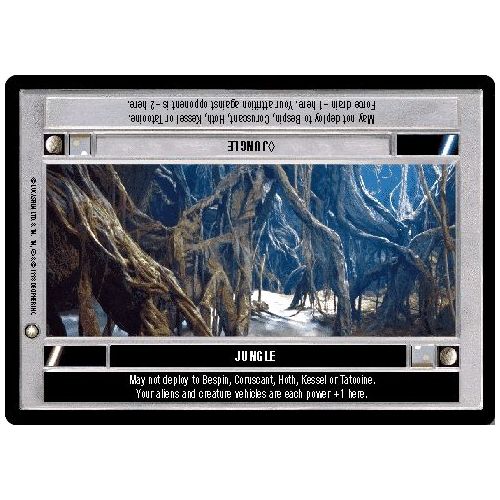 May not deploy to Bespin, Coruscant, Hoth, Kessel or Tatooine.
Force drain – 1 here. Your attrition against opponent is – 2 here.
◊JUNGLE
JUNGLE
May not deploy to Bespin, Coruscant, Hoth, Kessel or Tatooine.
Your aliens and creature vehicles are each power +1 here.